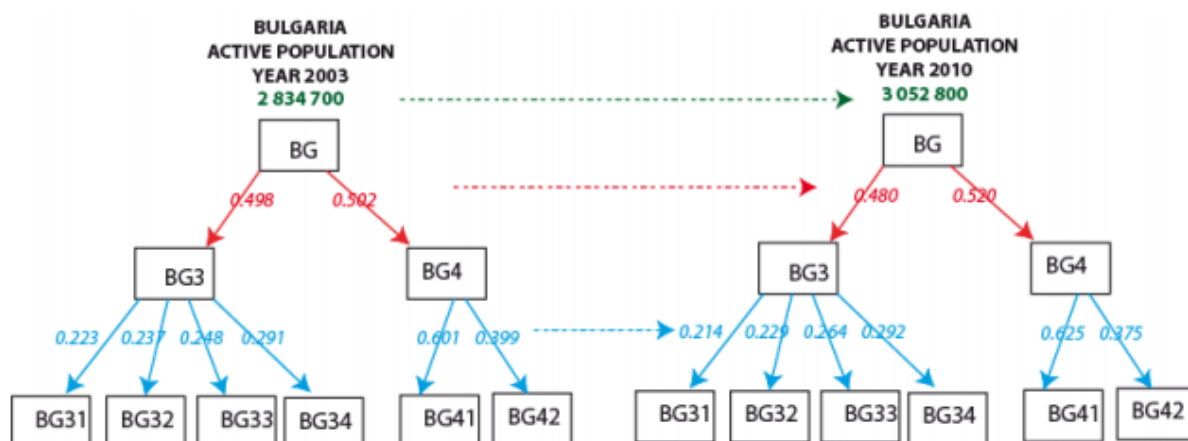 BULGARIA
ACTIVE POPULATION
YEAR 2003
2 834 700
BG
0.498
0.502
BG3
BG4
0.223
0.237
0.248
0.291
0.601
0.399
BG31
BG32
BG33
BG34
BG41
BG42
BULGARIA
ACTIVE POPULATION
YEAR 2010
3 052 800
BG
0.480
0.520
BG3
BG4
0.214
0.229
0.264
0.292
0.625
0.375
BG31
BG32
BG33
BG34
BG41
BG42